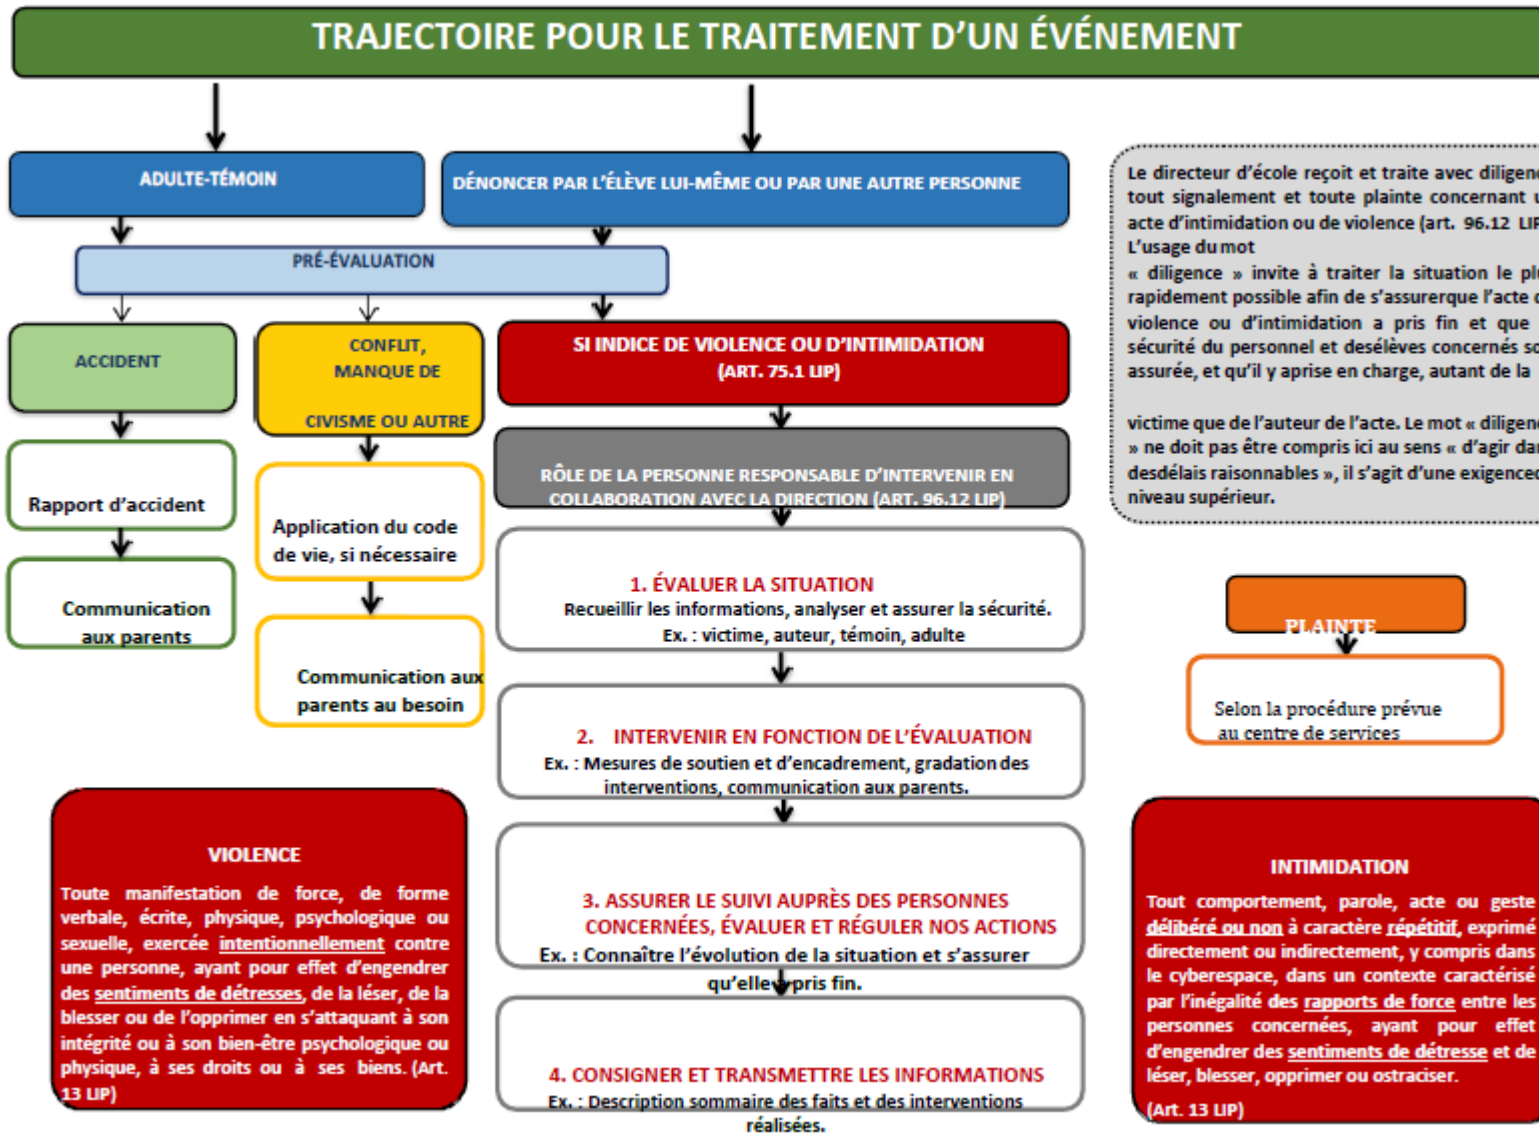 TRAJECTOIRE POUR LE TRAITEMENT D'UN ÉVÉNEMENT
ADULTE-TÉMOIN
DÉNONCER PAR L'ÉLÈVE LUI-MÊME OU PAR UNE AUTRE PERSONNE
PRÉ-ÉVALUATION
ACCIDENT
Rapport d'accident
Communication
aux parents
CONFLIT,
MANQUE DE
CIVISME OU AUTRE
Application du code
de vie, si nécessaire
Communication aux
parents au besoin
SI INDICE DE VIOLENCE OU D'INTIMIDATION
(ART. 75.1 LIP)
RÔLE DE LA PERSONNE RESPONSABLE D'INTERVENIR EN
COLLABORATION AVEC LA DIRECTION (ART. 96.12 LIP)
1. ÉVALUER LA SITUATION
Recueillir les informations, analyser et assurer la sécurité.
Ex. : victime, auteur, témoin, adulte
2. INTERVENIR EN FONCTION DE L'ÉVALUATION
Ex. : Mesures de soutien et d'encadrement, gradation des
interventions, communication aux parents.
3. ASSURER LE SUIVI AUPRÈS DES PERSONNES
CONCERNÉES, ÉVALUER ET RÉGULER NOS ACTIONS
Ex. : Connaître l'évolution de la situation et s'assurer
qu'elle pris fin.
4. CONSIGNER ET TRANSMETTRE LES INFORMATIONS
Ex. : Description sommaire des faits et des interventions
réalisées.
Le directeur d'école reçoit et traite avec
tout signalement et toute plainte concernant
acte d'intimidation ou de violence (art. 96.12
L'usage du mot
« diligence » invite à traiter la situation le
rapidement possible afin de s'assurerque l'acte
violence ou d'intimidation a pris fin et que
sécurité du personnel et desélèves concernés
assurée, et qu'il y aprise en charge, autant de la
victime que de l'auteur de l'acte. Le mot «
» ne doit pas être compris ici au sens « d'agir
desdélais raisonnables », il s'agit d'une
niveau supérieur.
PLAINTE
Selon la procédure prévue
au centre de services
VIOLENCE
Toute manifestation de force, de forme
verbale, écrite, physique, psychologique ou
sexuelle, exercée intentionnellement contre
une personne, ayant pour effet d'engendrer
des sentiments de détresses, de la léser, de la
blesser ou de l'opprimer en s'attaquant à son
intégrité ou à son bien-être psychologique ou
physique, à ses droits ou à ses biens. (Art.
13 LIP)
INTIMIDATION
Tout comportement, parole, acte ou geste
délibéré ou non à caractère répétitif, exprimé
directement ou indirectement, y compris dans
le cyberespace, dans un contexte caractérisé
par l'inégalité des rapports de force entre les
personnes concernées, ayant pour effet
d'engendrer des sentiments de détresse et de
léser, blesser, opprimer ou ostraciser.
(Art. 13 LIP)